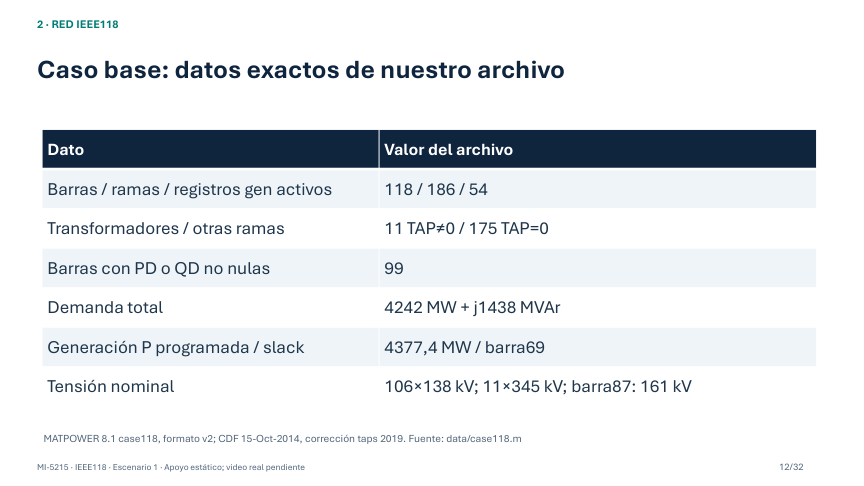 2 · RED IEEE118
Caso base: datos exactos de nuestro archivo
Dato Valor del archivo
Barras / ramas / registros gen activos 118 / 186 / 54
Transformadores / otras ramas 11 TAP≠0 / 175 TAP=0
Barras con PD o QD no nulas 99
Demanda total 4242 MW + j1438 MVAr
Generación P programada / slack 4377,4 MW / barra69
Tensión nominal 106×138 kV; 11×345 kV; barra87: 161 kV
MATPOWER 8.1 case118, formato v2; CDF 15-Oct-2014, corrección taps 2019. Fuente: data/case118.m
MI-5215 · IEEE118 · Escenario 1 · Apoyo estático; video real pendiente 12/32